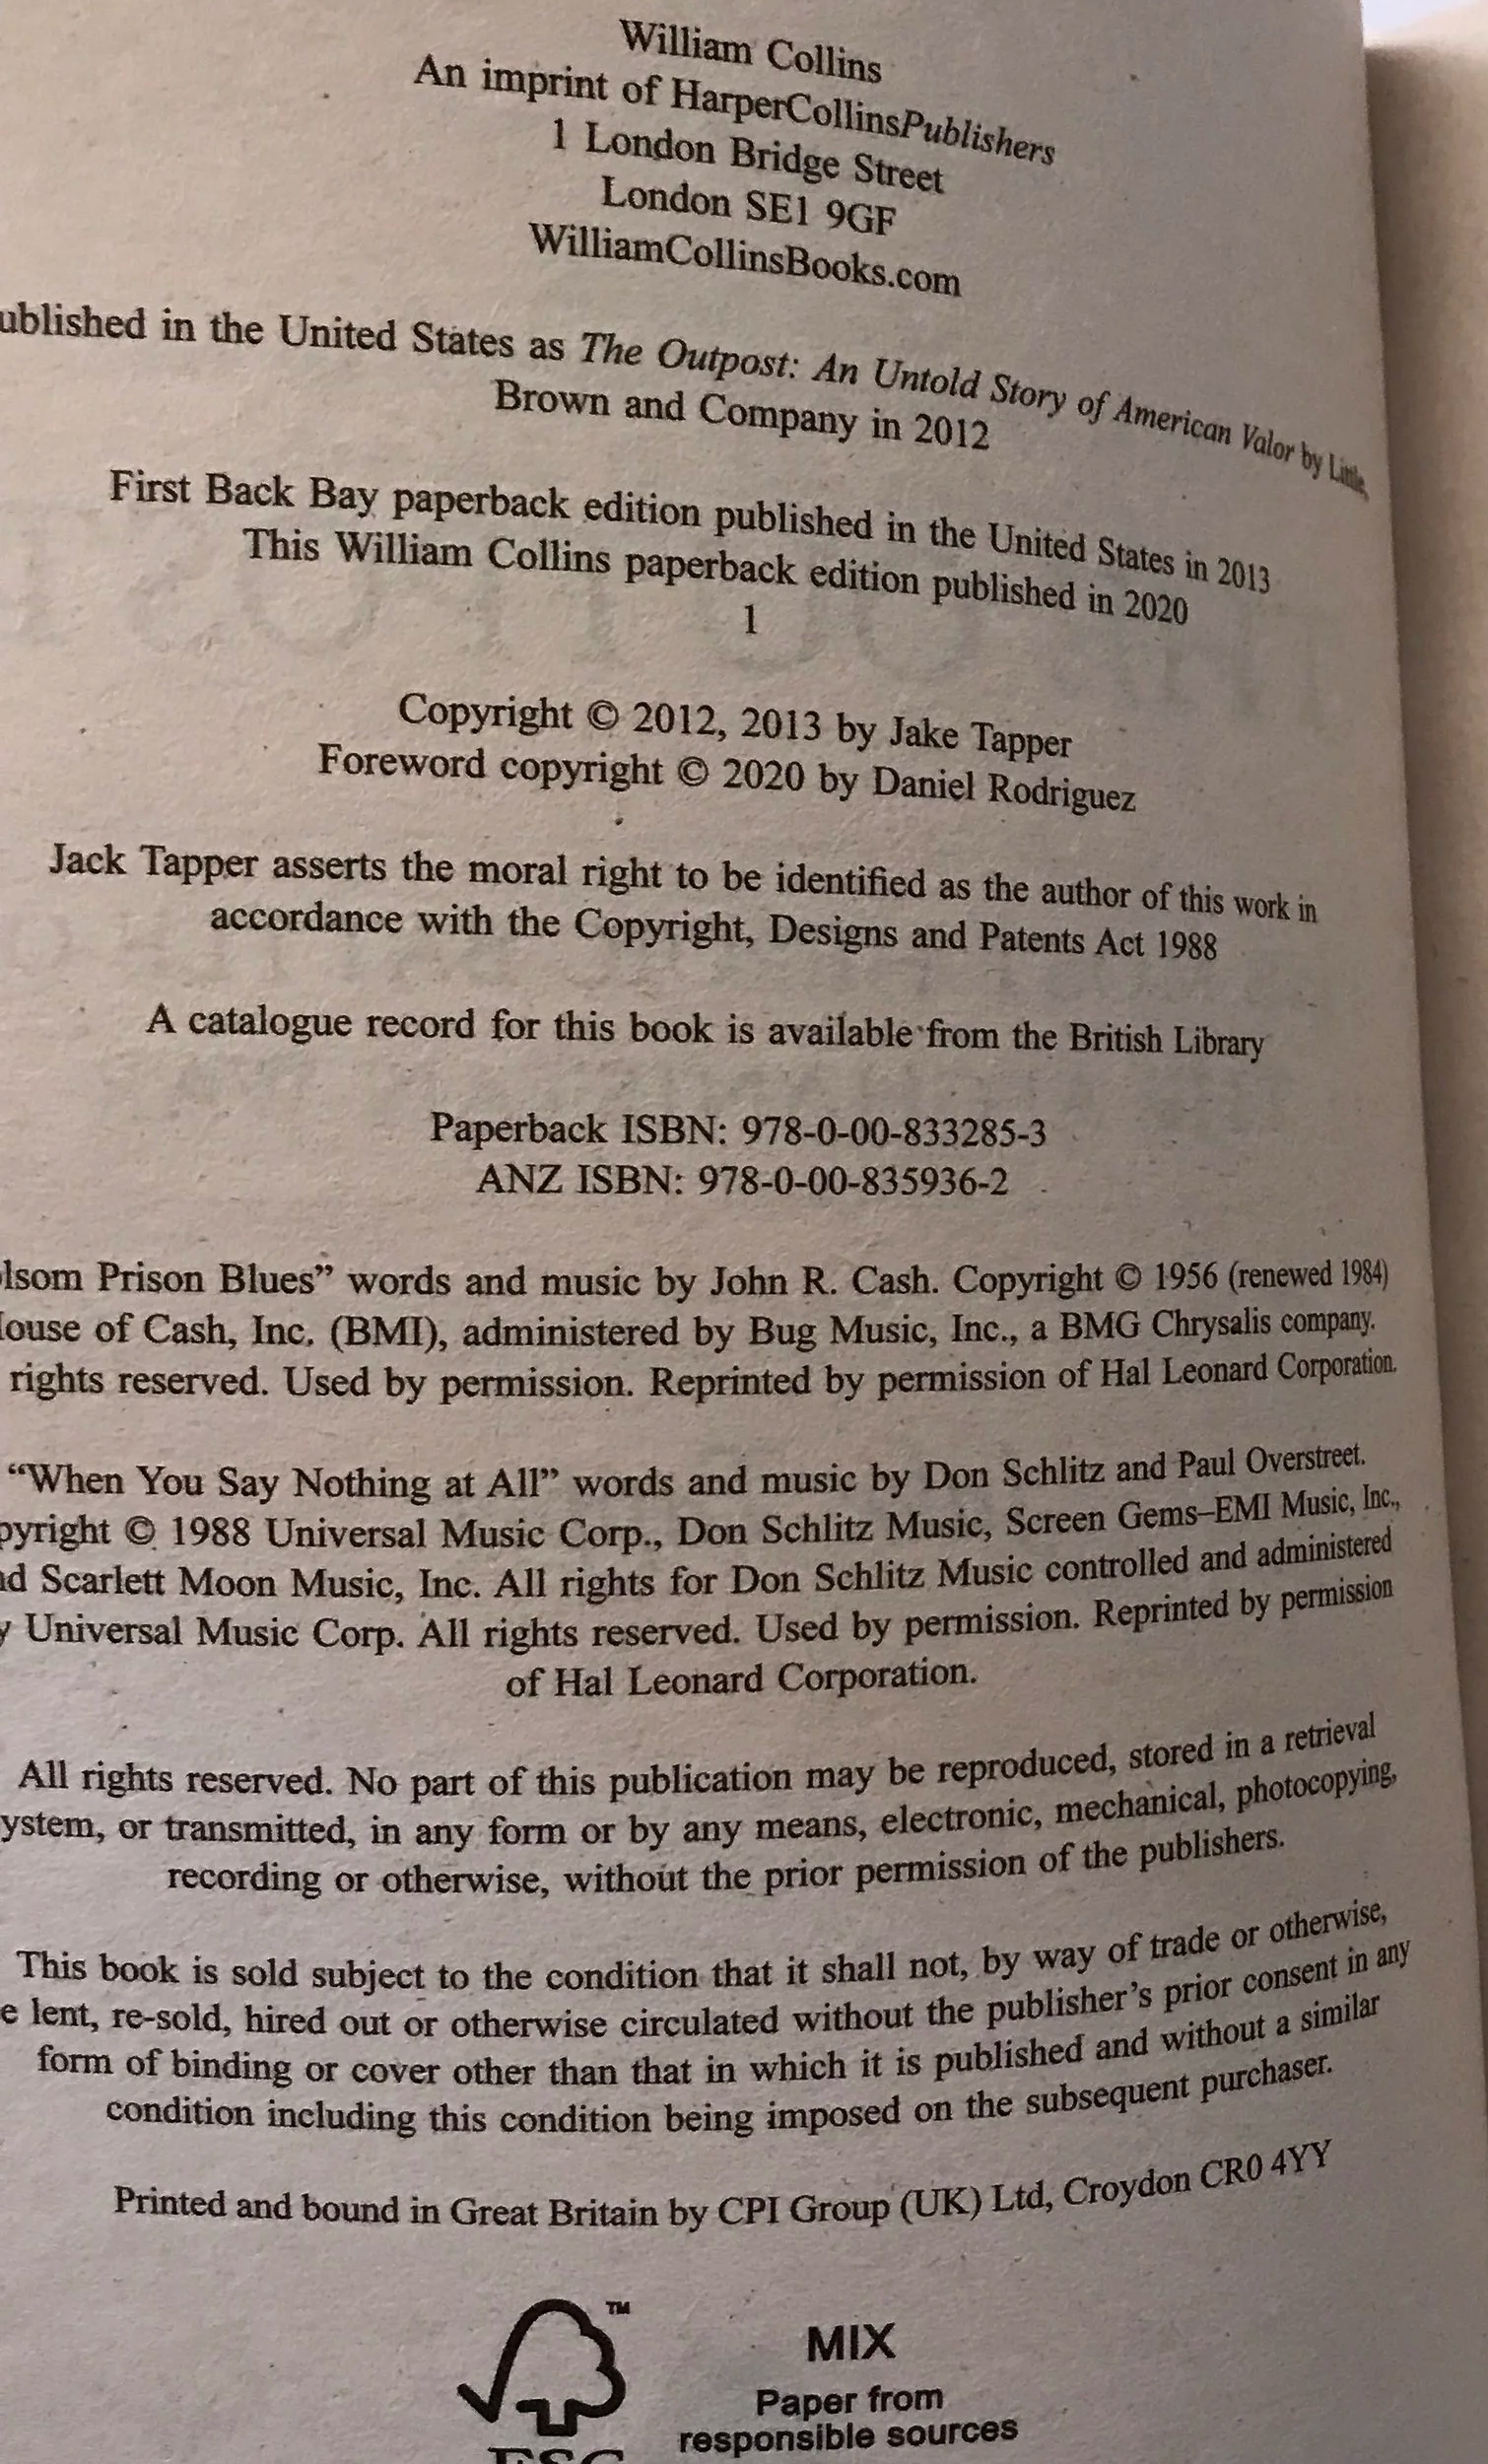 William Collins
An imprint of HarperCollinsPublishers
1 London Bridge Street
London SE1 9GF
WilliamCollinsBooks.com
ublished in the United States as The Outpost: An Untold Story of American Valor by Little,
Brown and Company in 2012
First Back Bay paperback edition published in the United States in 2013
This William Collins paperback edition published in 2020
1
Copyright © 2012, 2013 by Jake Tapper
Foreword copyright © 2020 by Daniel Rodriguez
Jack Tapper asserts the moral right to be identified as the author of this work in
accordance with the Copyright, Designs and Patents Act 1988
A catalogue record for this book is available from the British Library
Paperback ISBN: 978-0-00-833285-3
ANZ ISBN: 978-0-00-835936-2
lsom Prison Blues” words and music by John R. Cash. Copyright © 1956 (renewed 1984)
ouse of Cash, Inc. (BMI), administered by Bug Music, Inc., a BMG Chrysalis company.
rights reserved. Used by permission. Reprinted by permission of Hal Leonard Corporation.
“When You Say Nothing at All” words and music by Don Schlitz and Paul Overstreet.
pyright © 1988 Universal Music Corp., Don Schlitz Music, Screen Gems–EMI Music, Inc.,
d Scarlett Moon Music, Inc. All rights for Don Schlitz Music controlled and administered
y Universal Music Corp. All rights reserved. Used by permission. Reprinted by permission
of Hal Leonard Corporation.
All rights reserved. No part of this publication may be reproduced, stored in a retrieval
ystem, or transmitted, in any form or by any means, electronic, mechanical, photocopying,
recording or otherwise, without the prior permission of the publishers.
This book is sold subject to the condition that it shall not, by way of trade or otherwise,
e lent, re-sold, hired out or otherwise circulated without the publisher’s prior consent in any
form of binding or cover other than that in which it is published and without a similar
condition including this condition being imposed on the subsequent purchaser.
Printed and bound in Great Britain by CPI Group (UK) Ltd, Croydon CR0 4YY
TM
MIX
Paper from
responsible sources
FSC